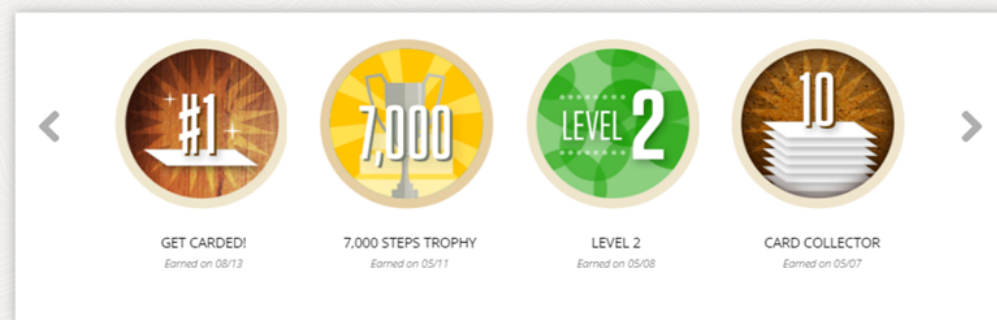 #1
7,000
LEVEL 2
10
GET CARDED!
7,000 STEPS TROPHY
LEVEL 2
CARD COLLECTOR
Earned on 08/13
Earned on 05/11
Earned on 05/08
Earned on 05/07